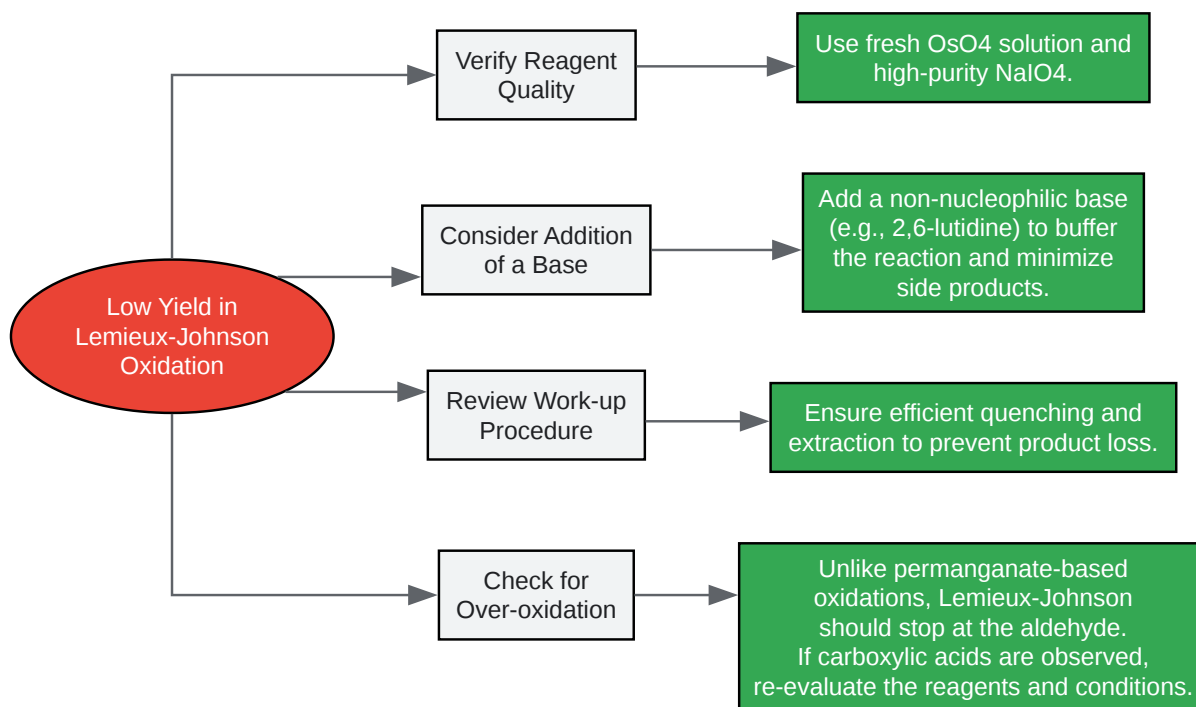 Low Yield in
Lemieux-Johnson
Oxidation
Verify Reagent
Quality
Use fresh OsO4 solution and
high-purity NaIO4.
Consider Addition
of a Base
Add a non-nucleophilic base
(e.g., 2,6-lutidine) to buffer
the reaction and minimize
side products.
Review Work-up
Procedure
Ensure efficient quenching and
extraction to prevent product loss.
Check for
Over-oxidation
Unlike permanganate-based
oxidations, Lemieux-Johnson
should stop at the aldehyde.
If carboxylic acids are observed,
re-evaluate the reagents and conditions.